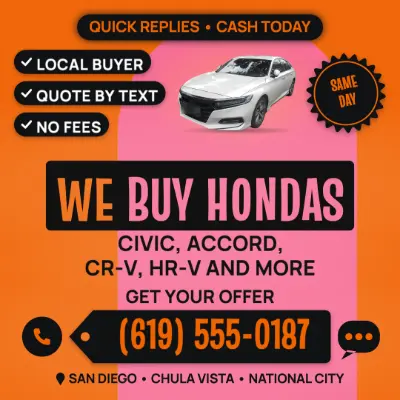 QUICK REPLIES • CASH TODAY
LOCAL BUYER
QUOTE BY TEXT
NO FEES
SAME
DAY
WE BUY HONDAS
CIVIC, ACCORD,
CR-V, HR-V AND MORE
GET YOUR OFFER
(619) 555-0187
SAN DIEGO • CHULA VISTA • NATIONAL CITY